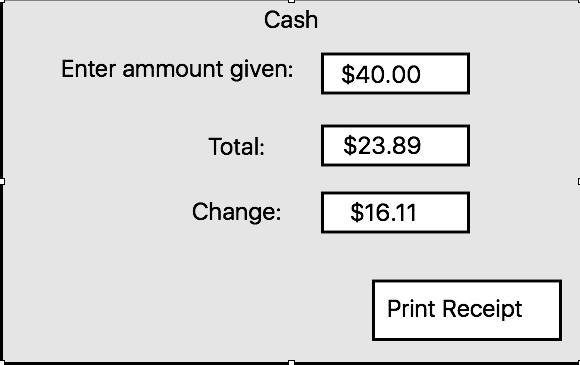 Cash
Enter ammount given: $40.00
Total: $23.89
Change: $16.11
Print Receipt